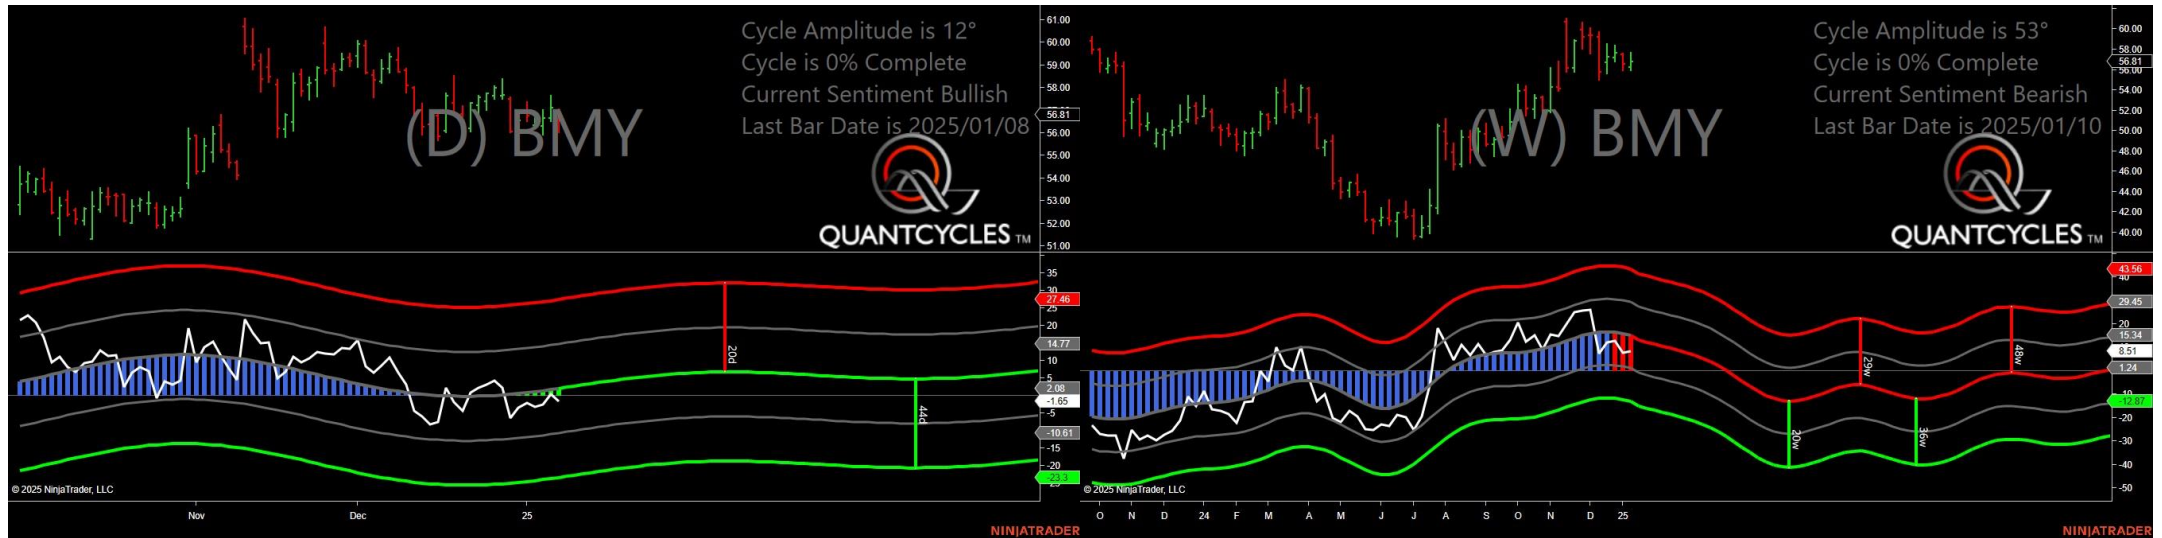 Cycle Amplitude is 12°
Cycle is 0% Complete
Current Sentiment Bullish
Last Bar Date is 2025/01/08
(D) BMY
QUANTCYCLES TM
61.00
60.00
59.00
58.00
56.81
56.00
55.00
54.00
53.00
52.00
51.00
35
30
27.46
25
20
14.77
10
5
2.08
-1.65
-5
-10.61
-15
-20
-23.3
20d
44d
© 2025 NinjaTrader, LLC
Nov
Dec
25
NINJATRADER
Cycle Amplitude is 53°
Cycle is 0% Complete
Current Sentiment Bearish
Last Bar Date is 2025/01/10
(W) BMY
QUANTCYCLES TM
60.00
58.00
56.81
56.00
54.00
52.00
50.00
48.00
46.00
44.00
42.00
40.00
43.56
40
29.45
20
15.34
8.51
1.24
-10
-12.87
-20
-30
-40
-50
20w
29w
36w
48w
© 2025 NinjaTrader, LLC
O N D 24 F M A M J J A S O N D 25
NINJATRADER